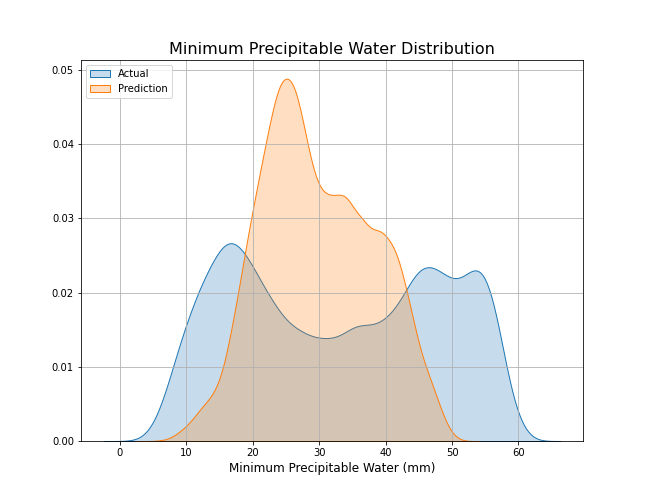 Minimum Precipitable Water Distribution
Actual
Prediction
0.05
0.04
0.03
0.02
0.01
0.00
0 10 20 30 40 50 60
Minimum Precipitable Water (mm)